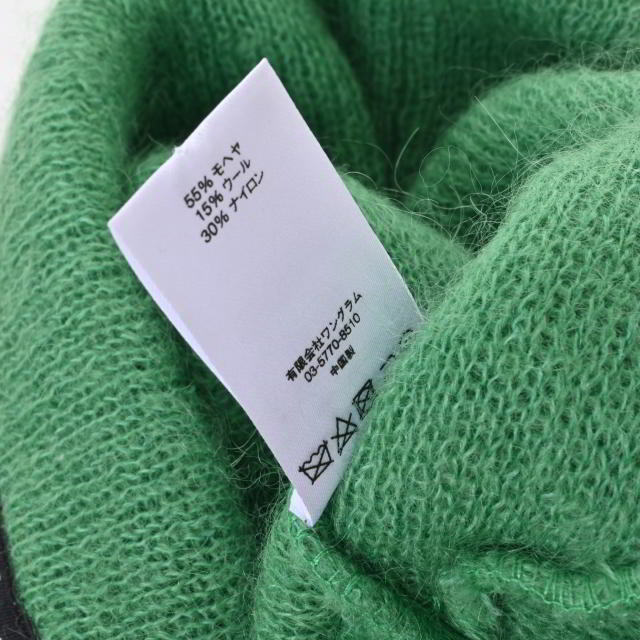 55% モヘヤ
15% ウール
30% ナイロン
有限会社ワングラム
03-5770-8510
中国製